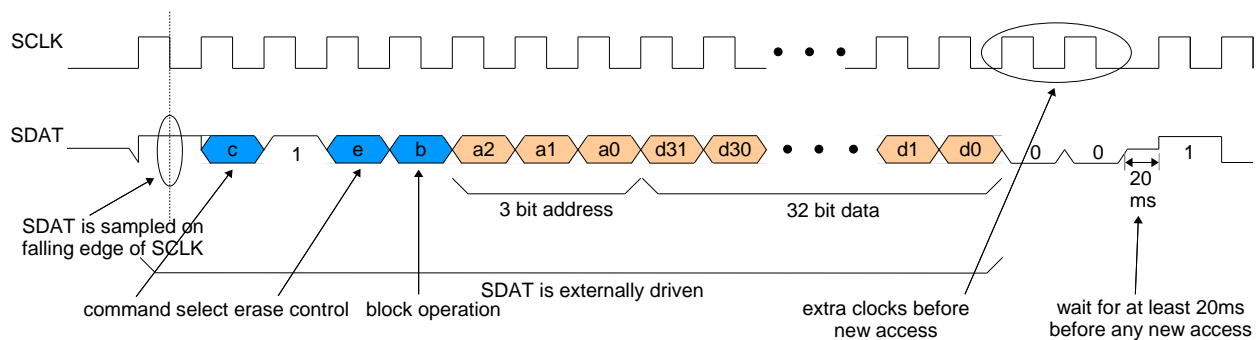 SCLK
SDAT
c 1 e b a2 a1 a0 d31 d30 d1 d0 0 0 1
20
ms
3 bit address
32 bit data
SDAT is sampled on
falling edge of SCLK
SDAT is externally driven
command select erase control
block operation
extra clocks before
new access
wait for at least 20ms
before any new access